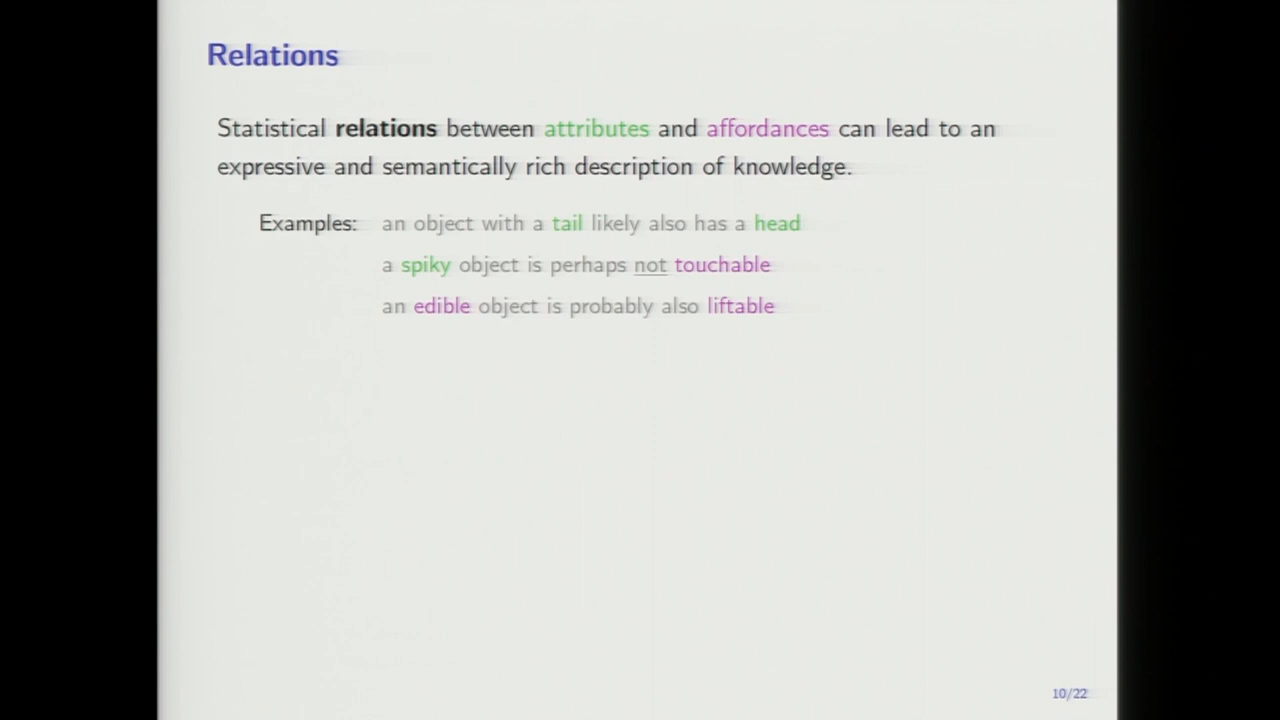 Relations
Statistical relations between attributes and affordances can lead to an
expressive and semantically rich description of knowledge.
Examples: an object with a tail likely also has a head
a spiky object is perhaps not touchable
an edible object is probably also liftable
10/22